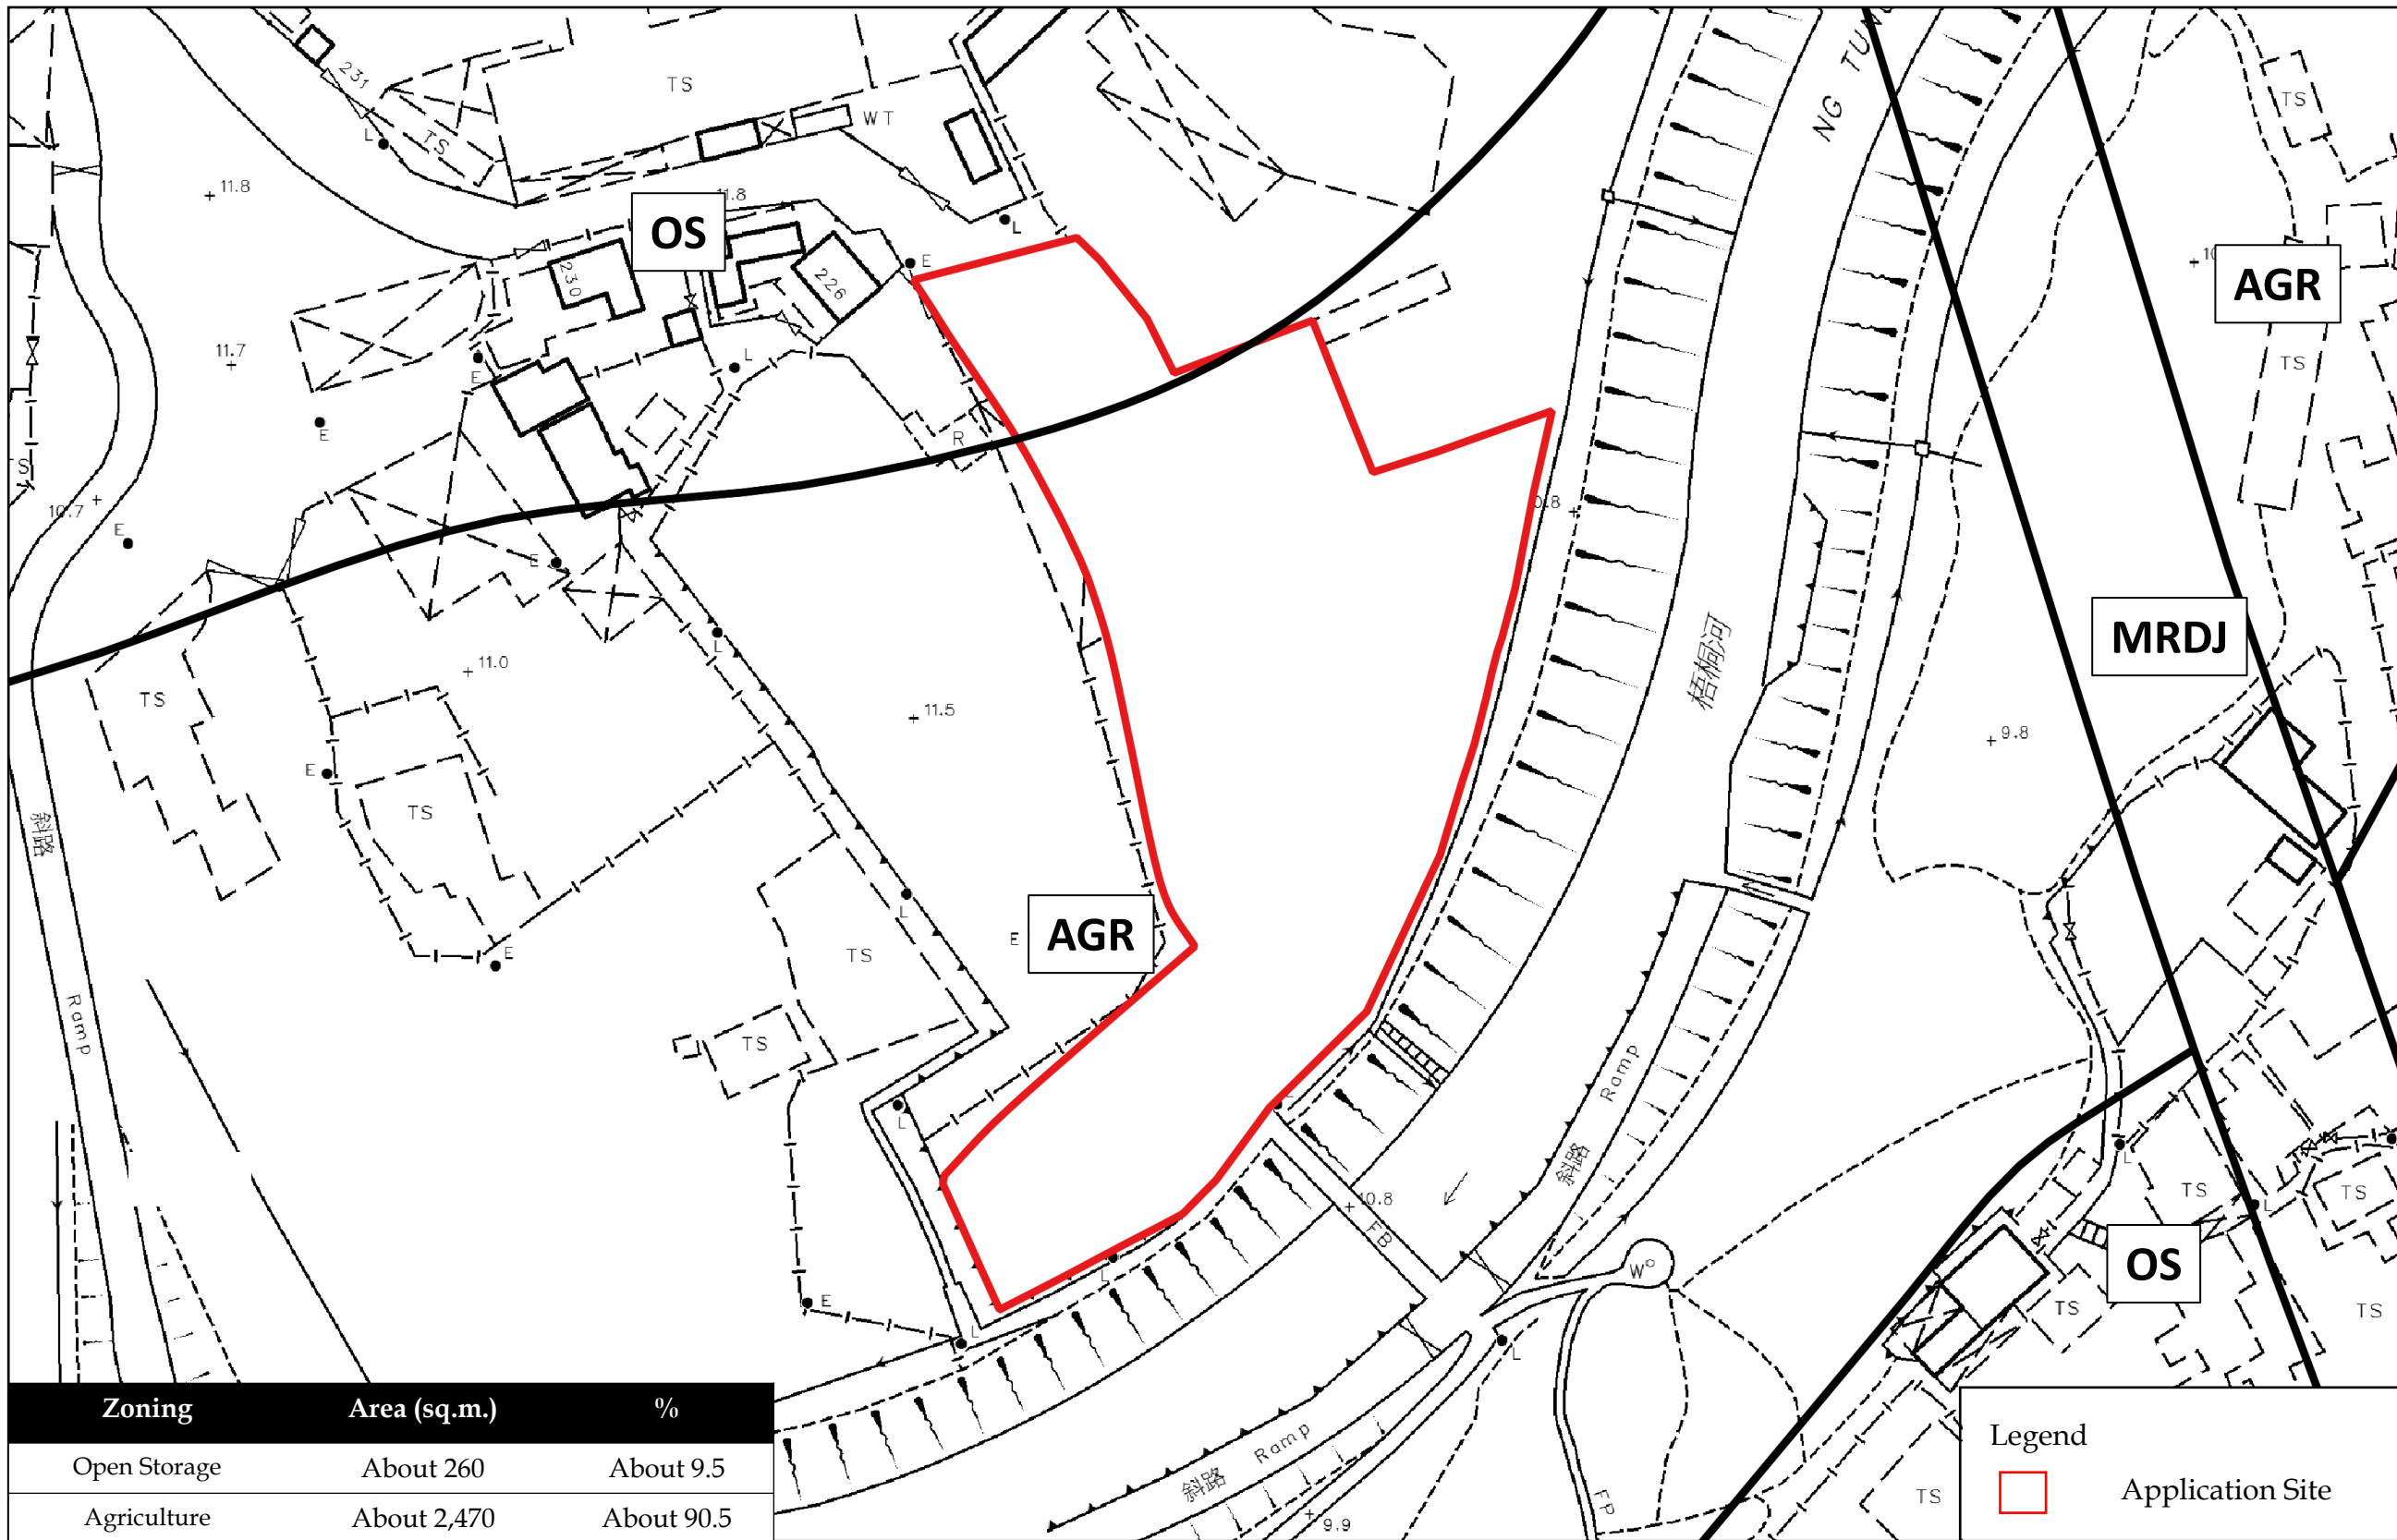 TS
231
TS
L
WT
NG TUN
TS
11.8
OS
11.8
L
E
AGR
230
226
11.7
L
E
E
R
TS
10.7
E
E
0.8
11.0
L
11.5
梧桐河
MRDJ
9.8
TS
E
TS
斜路
L
E
AGR
TS
E
Ramp
TS
L
Ramp
斜路
10.8
FB
L
TS
L
TS
W
OS
TS
TS
E
L
L
L
Ramp
斜路
Fp
TS
9.9
Zoning Area (sq.m.) %
Open Storage About 260 About 9.5
Agriculture About 2,470 About 90.5
Legend
Application Site